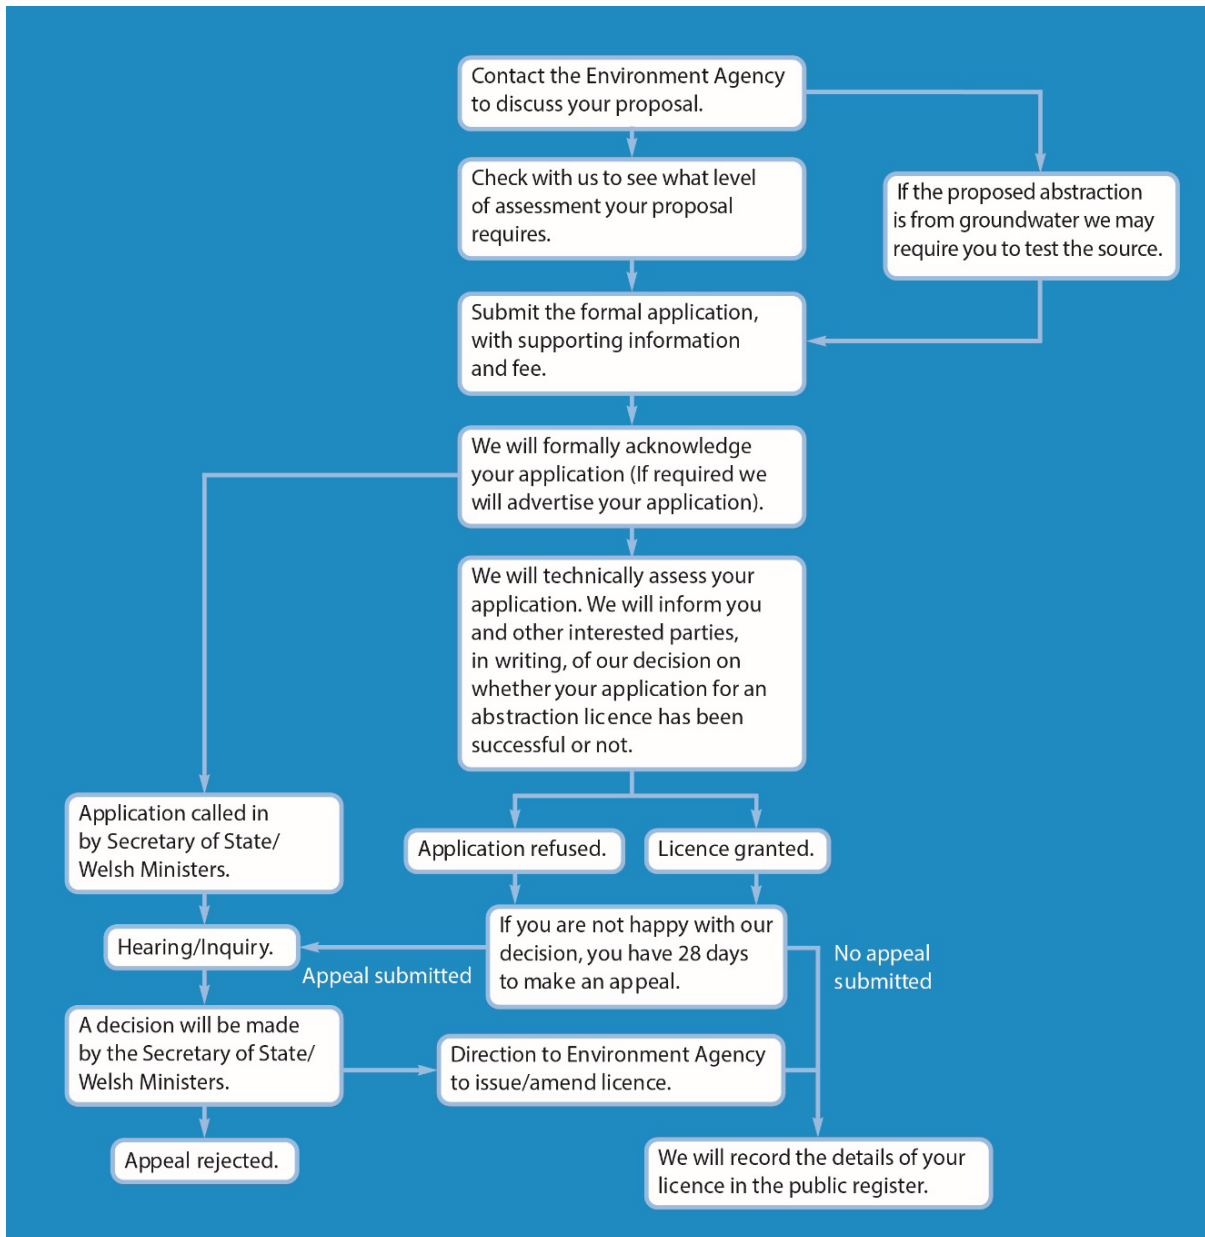 Contact the Environment Agency
to discuss your proposal.
Check with us to see what level
of assessment your proposal
requires.
If the proposed abstraction
is from groundwater we may
require you to test the source.
Submit the formal application,
with supporting information
and fee.
We will formally acknowledge
your application (If required we
will advertise your application).
We will technically assess your
application. We will inform you
and other interested parties,
in writing, of our decision on
whether your application for an
abstraction licence has been
successful or not.
Application called in
by Secretary of State/
Welsh Ministers.
Application refused.
Licence granted.
If you are not happy with our
decision, you have 28 days
to make an appeal.
Hearing/Inquiry.
Appeal submitted
No appeal
submitted
A decision will be made
by the Secretary of State/
Welsh Ministers.
Direction to Environment Agency
to issue/amend licence.
Appeal rejected.
We will record the details of your
licence in the public register.